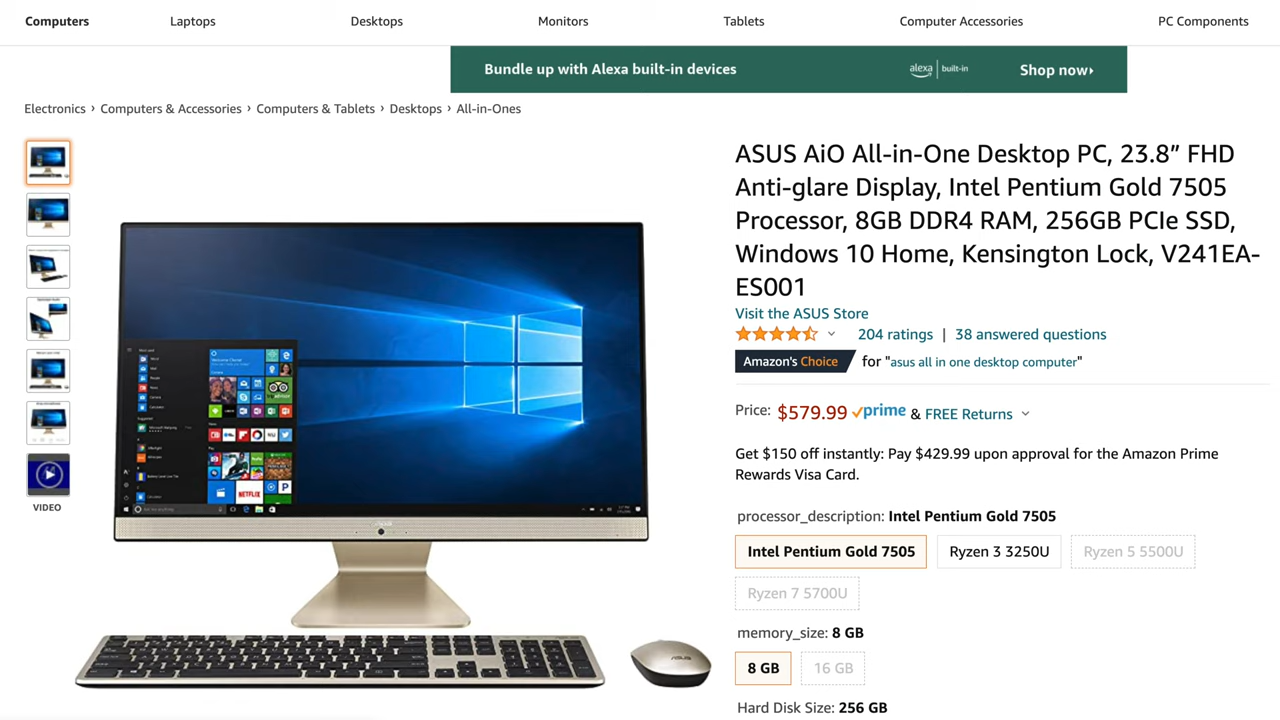 Computers Laptops Desktops Monitors Tablets Computer Accessories PC Components
Bundle up with Alexa built-in devices alexa built-in Shop now
Electronics › Computers & Accessories › Computers & Tablets › Desktops › All-in-Ones
ASUS AiO All-in-One Desktop PC, 23.8” FHD
Anti-glare Display, Intel Pentium Gold 7505
Processor, 8GB DDR4 RAM, 256GB PCIe SSD,
Windows 10 Home, Kensington Lock, V241EA-
ES001
Visit the ASUS Store
204 ratings | 38 answered questions
Amazon's Choice for "asus all in one desktop computer"
Price: $579.99 prime & FREE Returns
Get $150 off instantly: Pay $429.99 upon approval for the Amazon Prime
Rewards Visa Card.
processor_description: Intel Pentium Gold 7505
Intel Pentium Gold 7505 Ryzen 3 3250U Ryzen 5 5500U
Ryzen 7 5700U
memory_size: 8 GB
8 GB 16 GB
Hard Disk Size: 256 GB
VIDEO
NETFLIX
ASUS